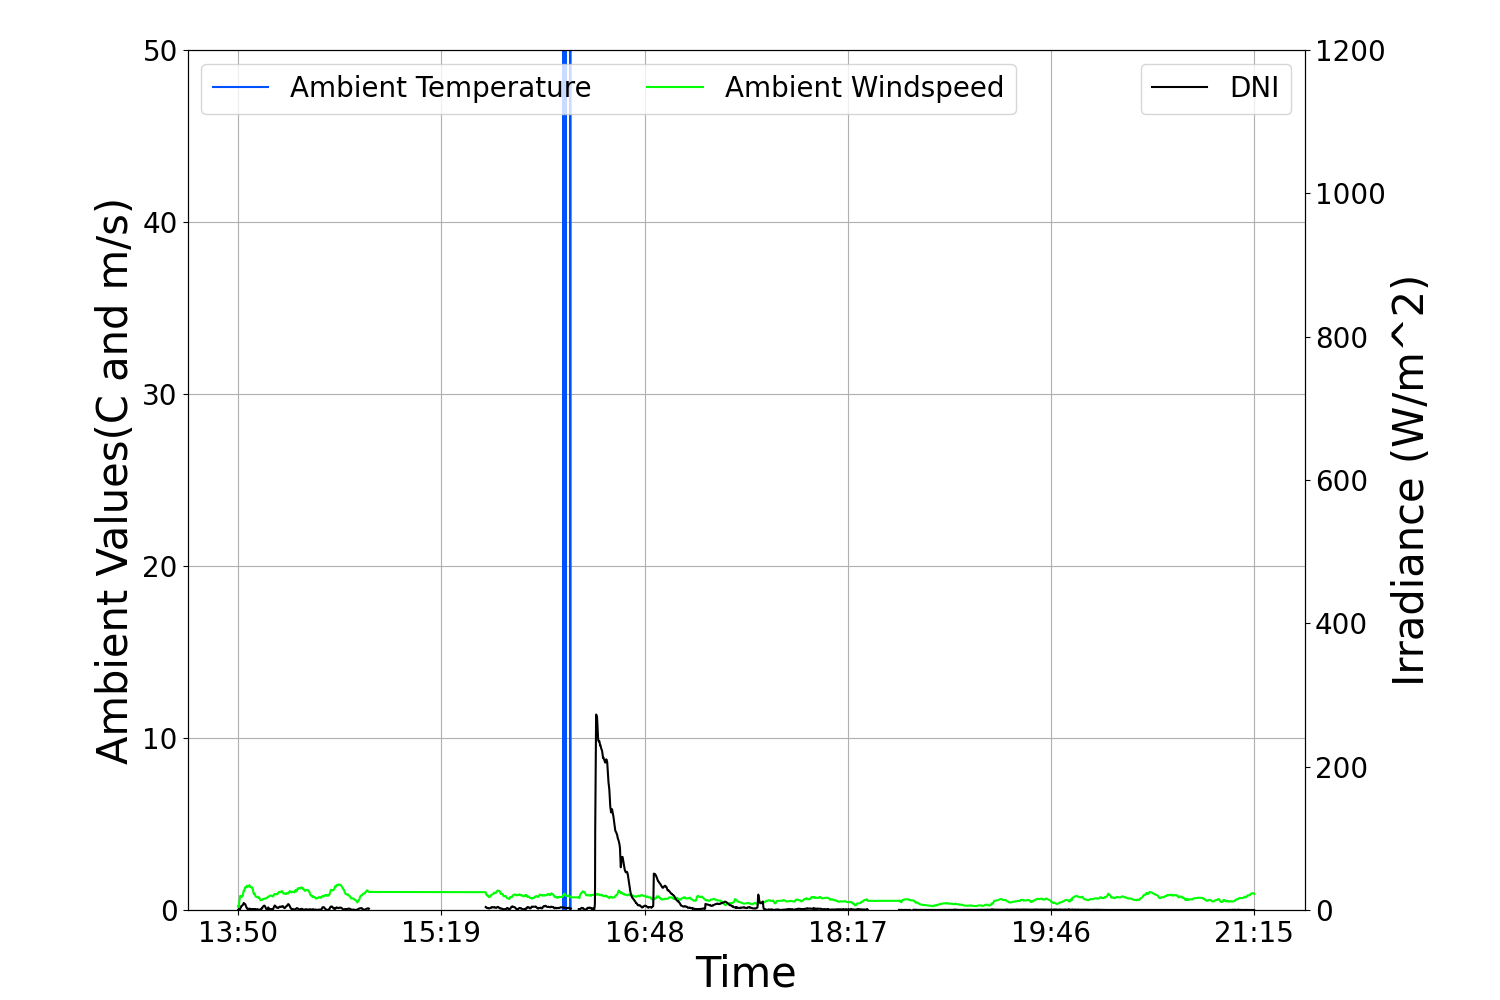 Ambient Temperature
Ambient Windspeed
DNI
50
40
30
20
10
0
Ambient Values(C and m/s)
1200
1000
800
600
400
200
0
Irradiance (W/m^2)
13:50 15:19 16:48 18:17 19:46 21:15
Time